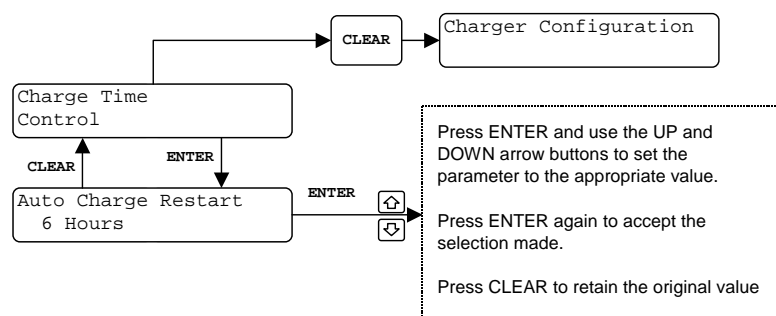 CLEAR
Charger Configuration
Charge Time
Control
CLEAR
ENTER
Auto Charge Restart
6 Hours
ENTER
Press ENTER and use the UP and
DOWN arrow buttons to set the
parameter to the appropriate value.
Press ENTER again to accept the
selection made.
Press CLEAR to retain the original value